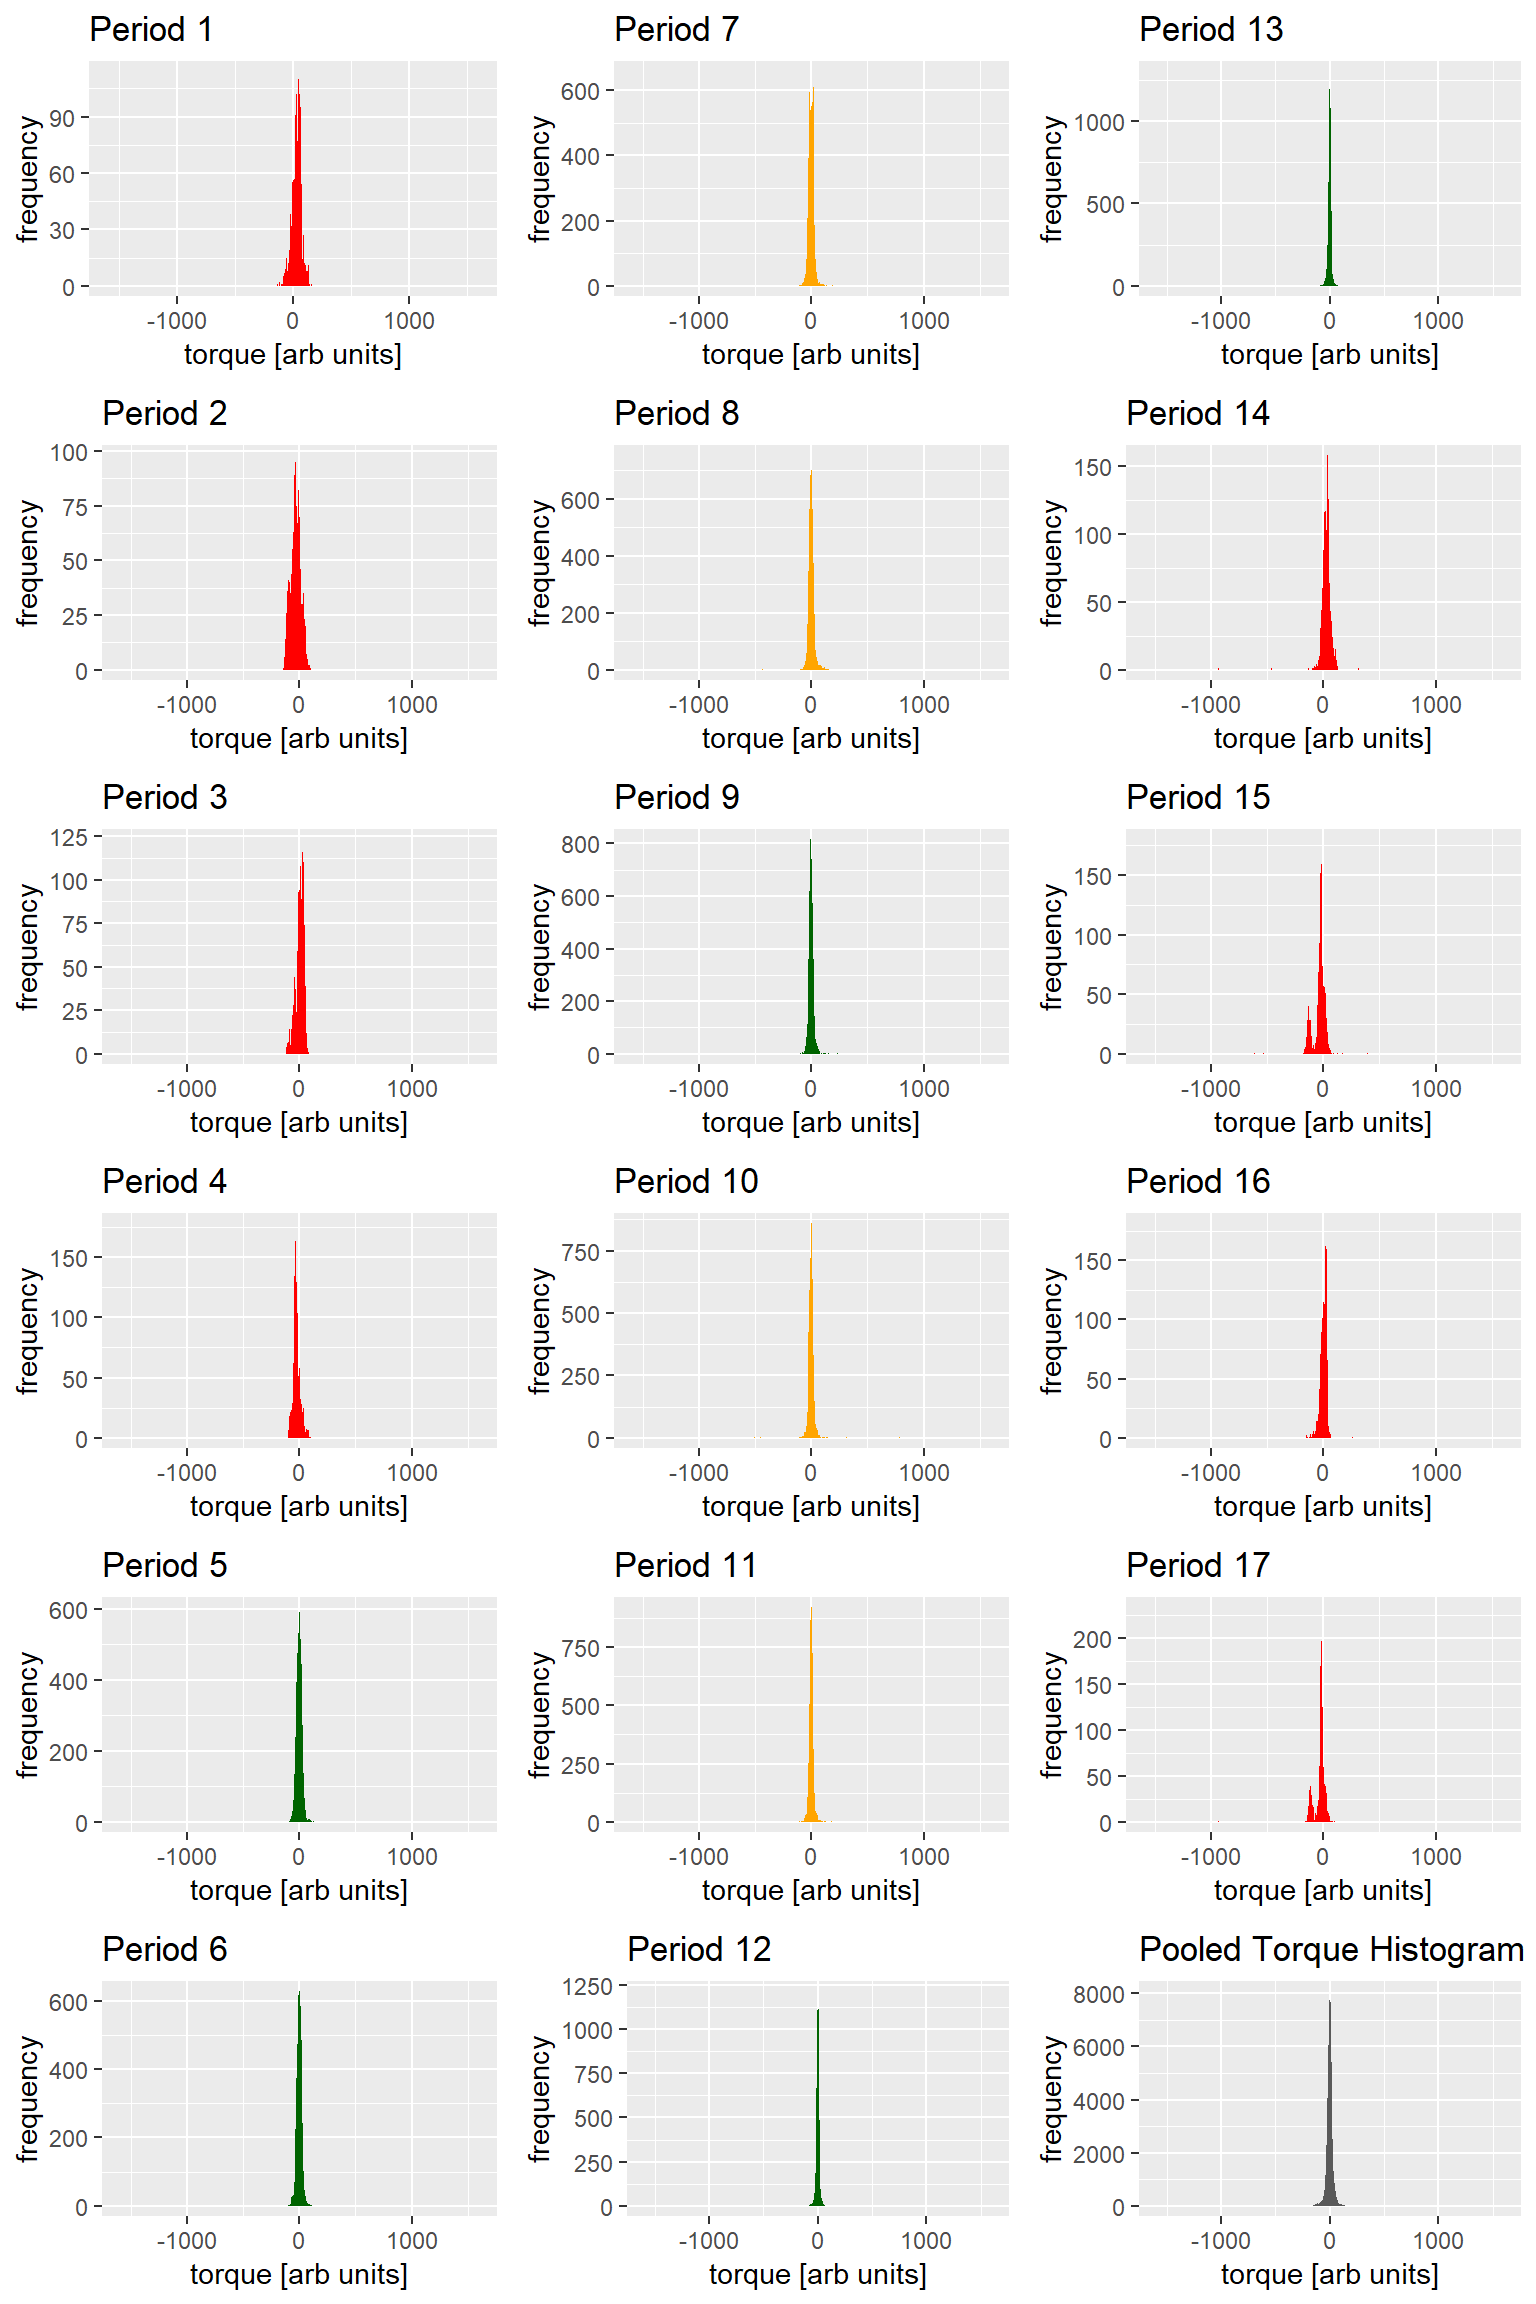 Period 1
frequency
90
60
30
0
-1000 0 1000
torque [arb units]
Period 7
frequency
600
400
200
0
-1000 0 1000
torque [arb units]
Period 13
frequency
1000
500
0
-1000 0 1000
torque [arb units]
Period 2
frequency
100
75
50
25
0
-1000 0 1000
torque [arb units]
Period 8
frequency
600
400
200
0
-1000 0 1000
torque [arb units]
Period 14
frequency
150
100
50
0
-1000 0 1000
torque [arb units]
Period 3
frequency
125
100
75
50
25
0
-1000 0 1000
torque [arb units]
Period 9
frequency
800
600
400
200
0
-1000 0 1000
torque [arb units]
Period 15
frequency
150
100
50
0
-1000 0 1000
torque [arb units]
Period 4
frequency
150
100
50
0
-1000 0 1000
torque [arb units]
Period 10
frequency
750
500
250
0
-1000 0 1000
torque [arb units]
Period 16
frequency
150
100
50
0
-1000 0 1000
torque [arb units]
Period 5
frequency
600
400
200
0
-1000 0 1000
torque [arb units]
Period 11
frequency
750
500
250
0
-1000 0 1000
torque [arb units]
Period 17
frequency
200
150
100
50
0
-1000 0 1000
torque [arb units]
Period 6
frequency
600
400
200
0
-1000 0 1000
torque [arb units]
Period 12
frequency
1250
1000
750
500
250
0
-1000 0 1000
torque [arb units]
Pooled Torque Histogram
frequency
8000
6000
4000
2000
0
-1000 0 1000
torque [arb units]